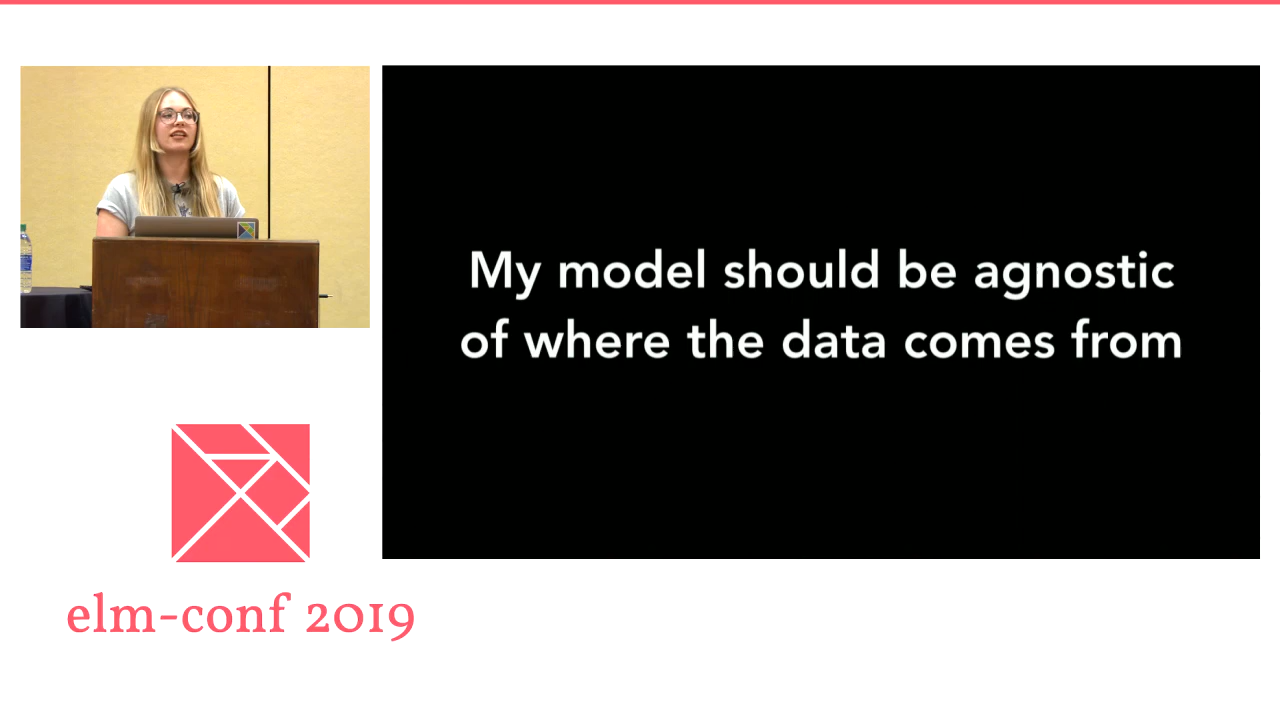 My model should be agnostic
of where the data comes from
elm-conf 2019